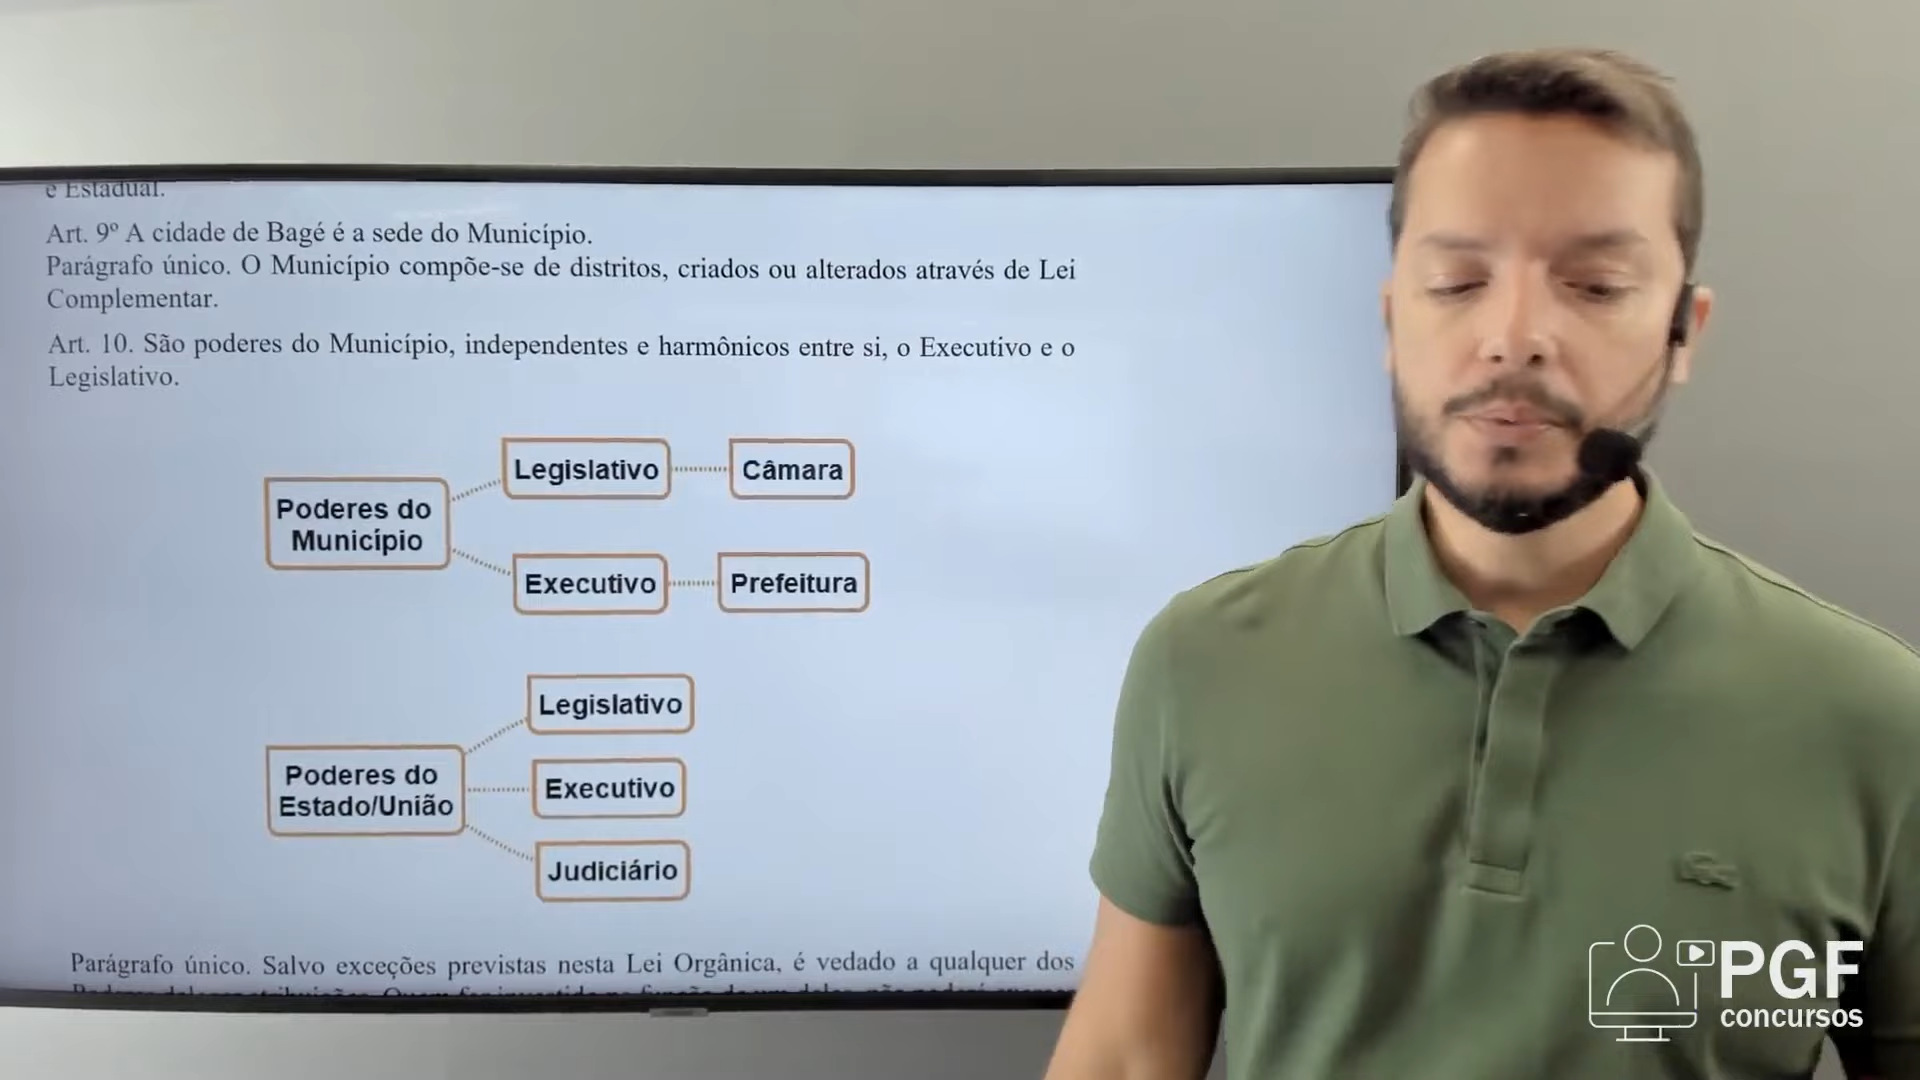 e Estadual.
Art. 9º A cidade de Bagé é a sede do Município.
Parágrafo único. O Município compõe-se de distritos, criados ou alterados através de Lei
Complementar.
Art. 10. São poderes do Município, independentes e harmônicos entre si, o Executivo e o
Legislativo.
Poderes do
Município
Legislativo
Câmara
Executivo
Prefeitura
Poderes do
Estado/União
Legislativo
Executivo
Judiciário
Parágrafo único. Salvo exceções previstas nesta Lei Orgânica, é vedado a qualquer dos
PGF
concursos